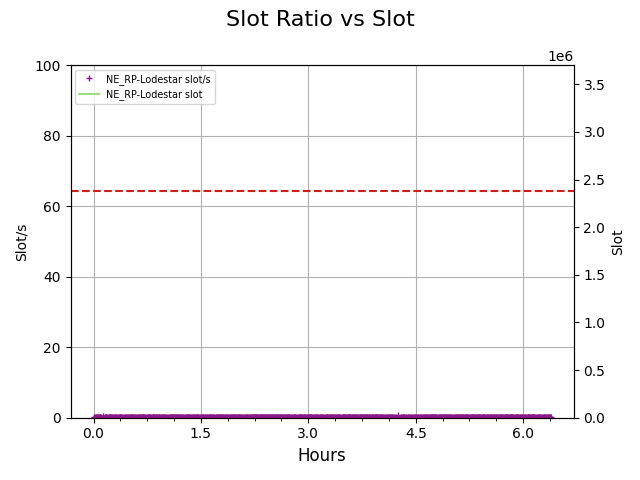 Slot Ratio vs Slot
1e6
NE_RP-Lodestar slot/s
NE_RP-Lodestar slot
100
80
60
40
20
0
Slot/s
3.5
3.0
2.5
2.0
1.5
1.0
0.5
0.0
Slot
0.0 1.5 3.0 4.5 6.0
Hours